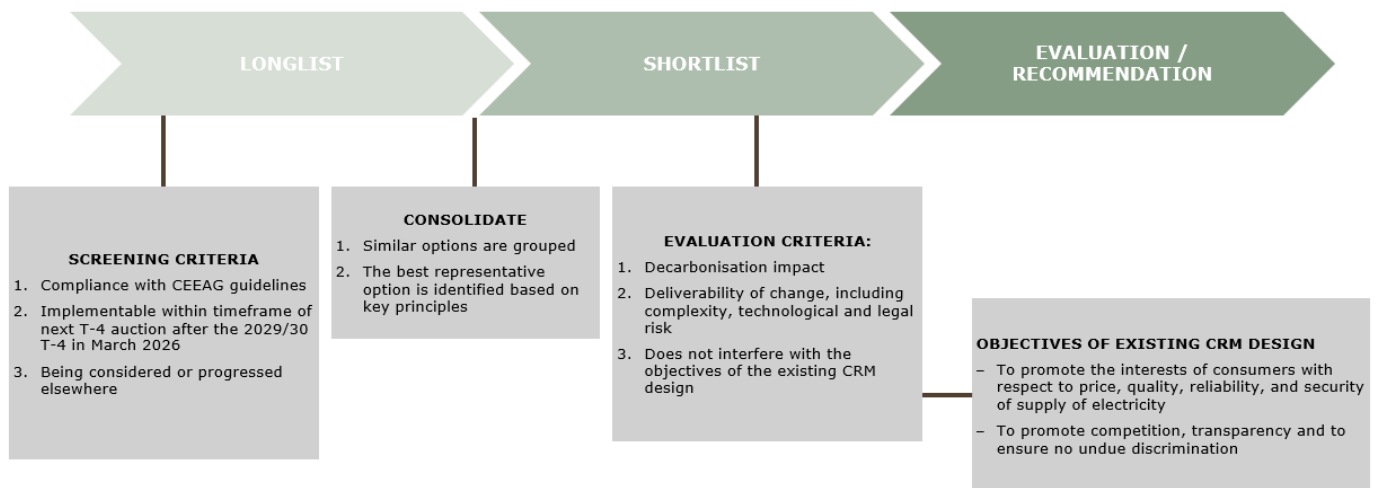 LONGLIST
SHORTLIST
EVALUATION /
RECOMMENDATION
SCREENING CRITERIA
1. Compliance with CEEAG guidelines
2. Implementable within timeframe of
next T-4 auction after the 2029/30
T-4 in March 2026
3. Being considered or progressed
elsewhere
CONSOLIDATE
1. Similar options are grouped
2. The best representative
option is identified based on
key principles
EVALUATION CRITERIA:
1. Decarbonisation impact
2. Deliverability of change, including
complexity, technological and legal
risk
3. Does not interfere with the
objectives of the existing CRM
design
OBJECTIVES OF EXISTING CRM DESIGN
– To promote the interests of consumers with
respect to price, quality, reliability, and security
of supply of electricity
– To promote competition, transparency and to
ensure no undue discrimination